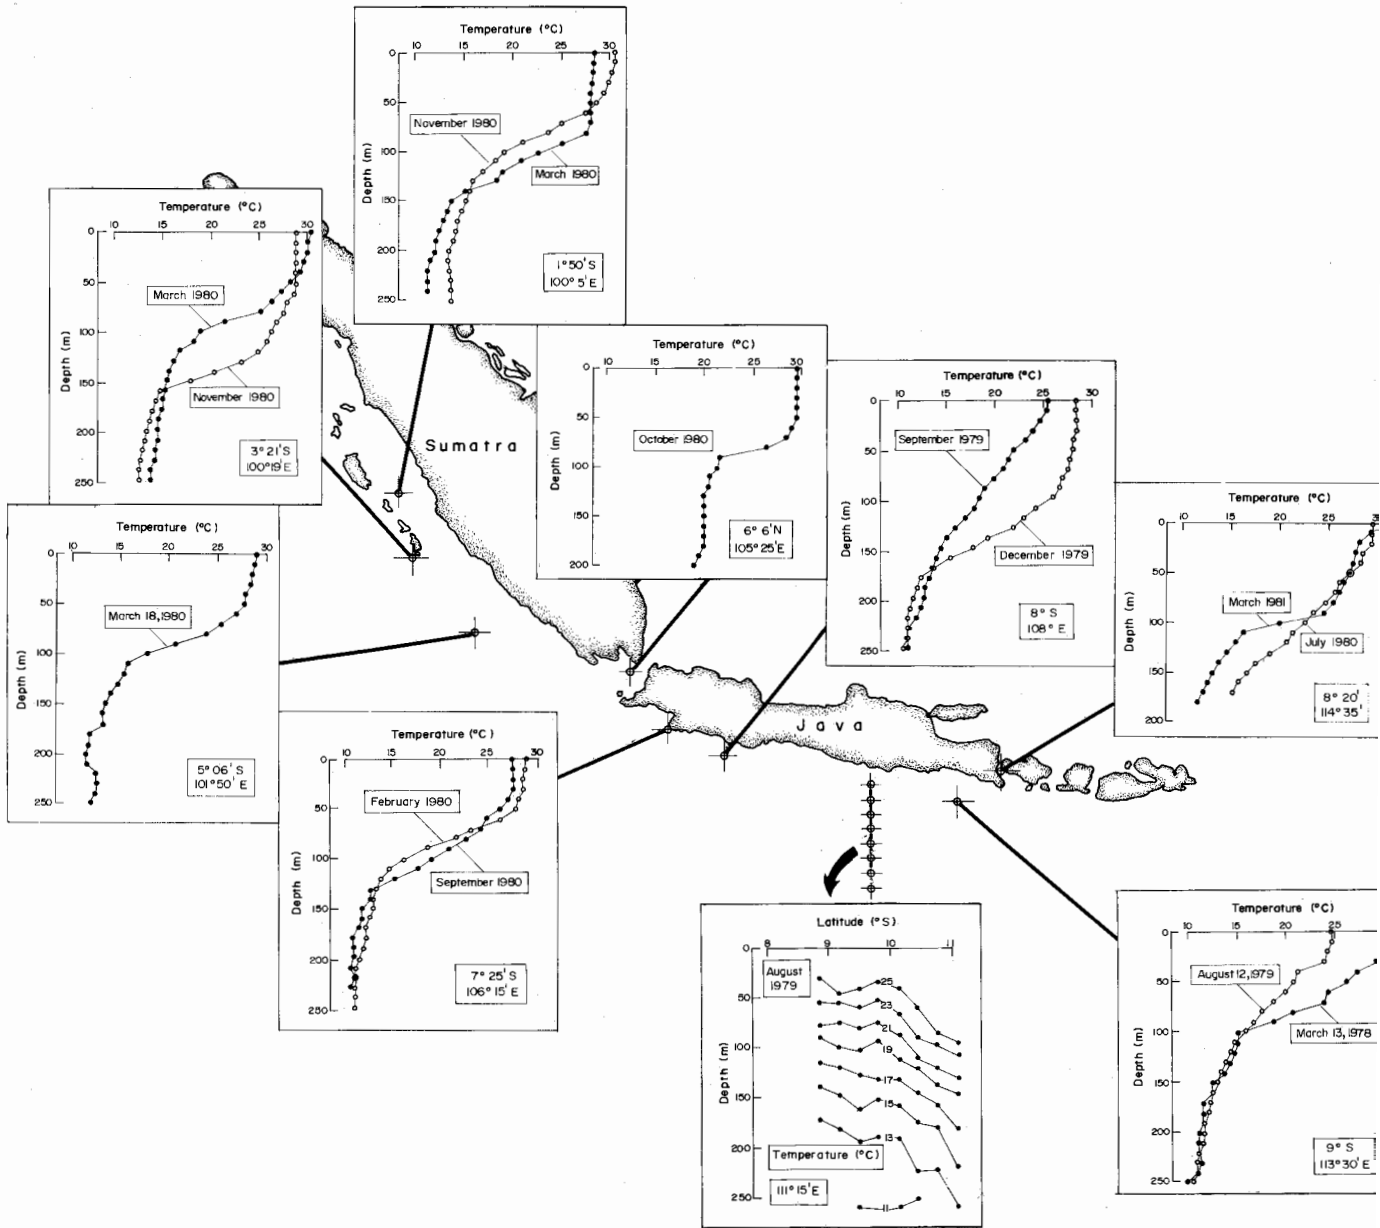 Temperature (°C)
10 15 20 25 30
0
50
100
150
200
250
Depth (m)
November 1980
March 1980
1°50'S
100°5'E
Temperature (°C)
10 15 20 25 30
0
50
100
150
200
250
Depth (m)
March 1980
November 1980
3°21'S
100°19'E
Temperature (°C)
10 15 20 25 30
0
50
100
150
200
Depth (m)
October 1980
6° 6'N
105°25'E
Temperature (°C)
10 15 20 25 30
0
50
100
150
200
250
Depth (m)
September 1979
December 1979
8° S
108° E
Sumatra
Temperature (°C)
10 15 20 25
0
50
100
150
200
Depth (m)
March 1981
July 1980
8° 20'
114°35'
Temperature (°C)
10 15 20 25 30
0
50
100
150
200
250
Depth (m)
March 18, 1980
5° 06' S
101°50' E
Java
Temperature (°C)
10 15 20 25 30
0
50
100
150
200
250
Depth (m)
February 1980
September 1980
7° 25' S
106° 15' E
Latitude (°S)
8 9 10 11
0
50
100
150
200
250
Depth (m)
August
1979
25
23
21
19
17
15
13
11
Temperature (°C)
111°15'E
Temperature (°C)
10 15 20 25
0
50
100
150
200
250
Depth (m)
August 12, 1979
March 13, 1978
9° S
113°30' E